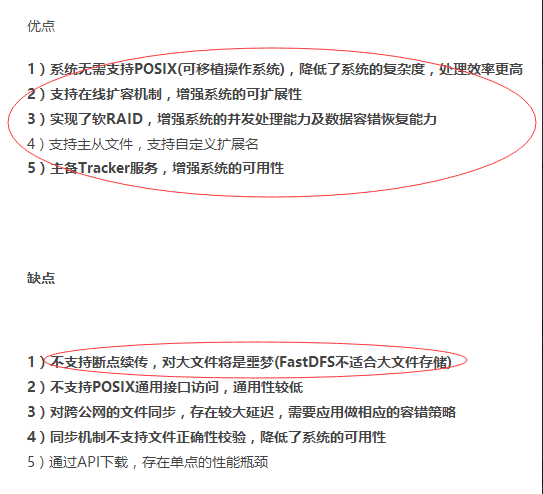 优点
1）系统无需支持POSIX(可移植操作系统)，降低了系统的复杂度，处理效率更高
2）支持在线扩容机制，增强系统的可扩展性
3）实现了软RAID，增强系统的并发处理能力及数据容错恢复能力
4）支持主从文件，支持自定义扩展名
5）主备Tracker服务，增强系统的可用性
缺点
1）不支持断点续传，对大文件将是噩梦(FastDFS不适合大文件存储)
2）不支持POSIX通用接口访问，通用性较低
3）对跨公网的文件同步，存在较大延迟，需要应用做相应的容错策略
4）同步机制不支持文件正确性校验，降低了系统的可用性
5）通过API下载，存在单点的性能瓶颈